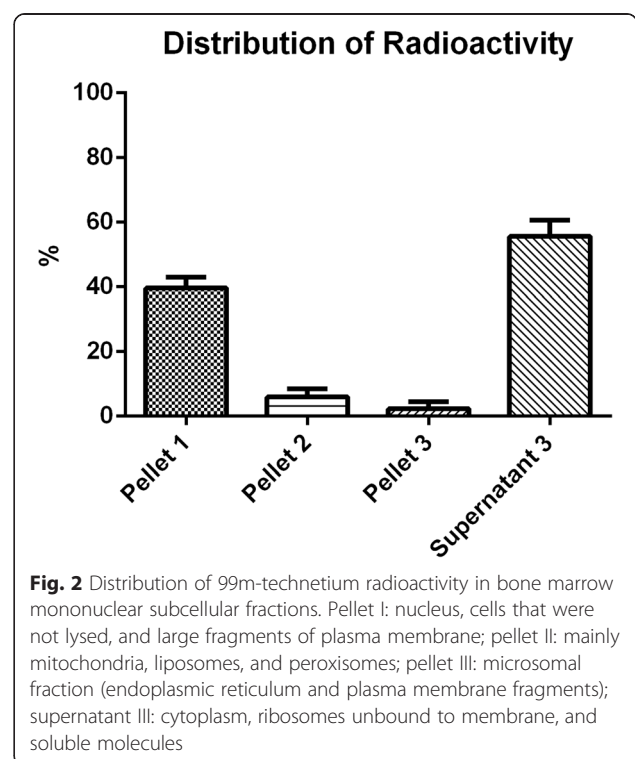 Distribution of Radioactivity
100
80
60
40
20
0
%
Pellet 1
Pellet 2
Pellet 3
Supernatant 3
Fig. 2 Distribution of 99m-technetium radioactivity in bone marrow
mononuclear subcellular fractions. Pellet I: nucleus, cells that were
not lysed, and large fragments of plasma membrane; pellet II: mainly
mitochondria, liposomes, and peroxisomes; pellet III: microsomal
fraction (endoplasmic reticulum and plasma membrane fragments);
supernatant III: cytoplasm, ribosomes unbound to membrane, and
soluble molecules